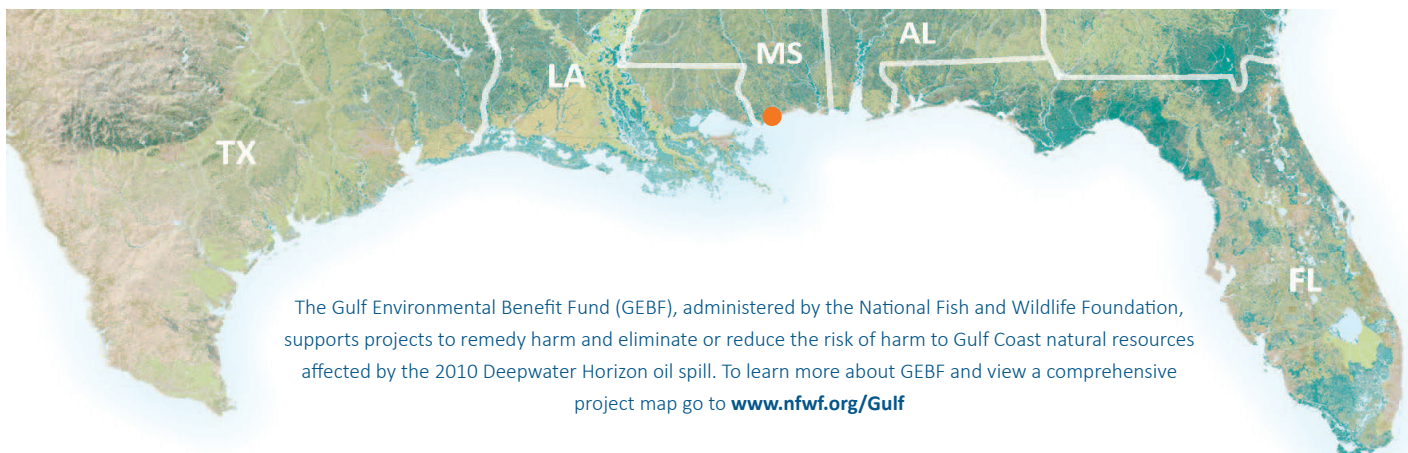 AL
MS
LA
TX
FL
The Gulf Environmental Benefit Fund (GEBF), administered by the National Fish and Wildlife Foundation,
supports projects to remedy harm and eliminate or reduce the risk of harm to Gulf Coast natural resources
affected by the 2010 Deepwater Horizon oil spill. To learn more about GEBF and view a comprehensive
project map go to www.nfwf.org/Gulf